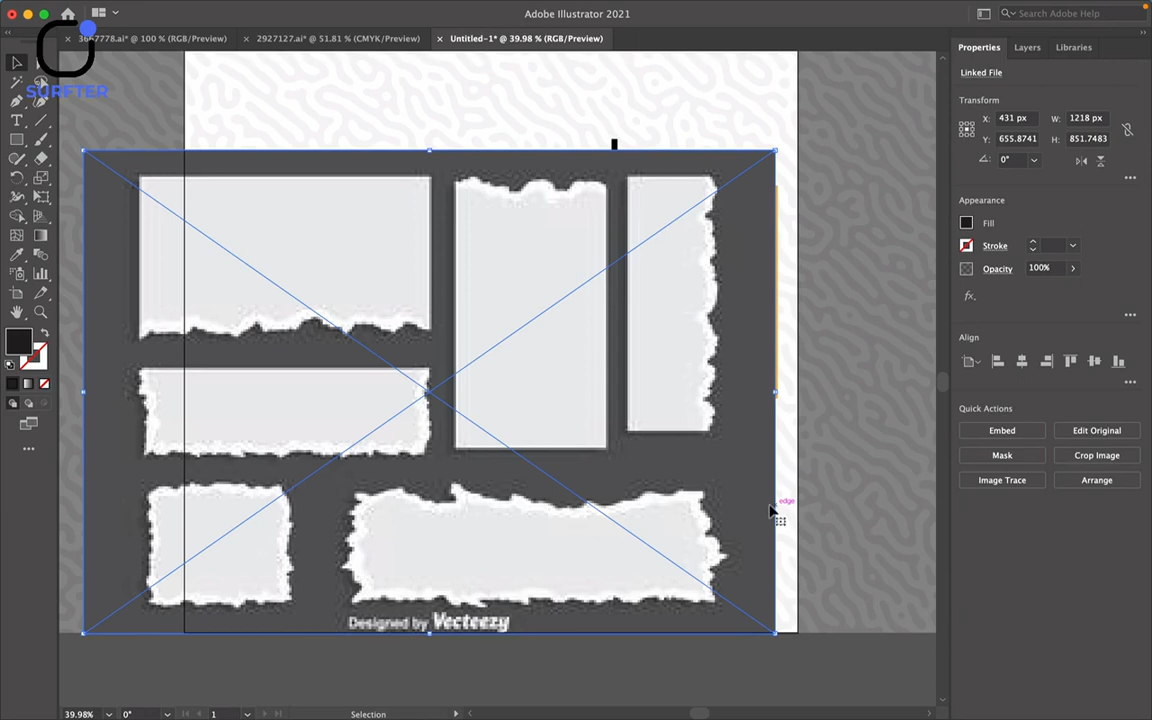 Adobe Illustrator 2021
Search Adobe Help
@ 100 % (RGB/Preview)
2927127.ai* @ 51.81 % (CMYK/Preview)
Untitled-1* @ 39.98 % (RGB/Preview)
Properties
Layers
Libraries
SURFTER
Linked File
Transform
X: 431 px
W: 1218 px
Y: 655.8741
H: 851.7483
0°
Appearance
Fill
Stroke
Opacity
100%
fx.
Align
Quick Actions
Embed
Edit Original
Mask
Crop Image
Image Trace
Arrange
edge
Designed by Vecteezy
39.98%
0°
1
Selection